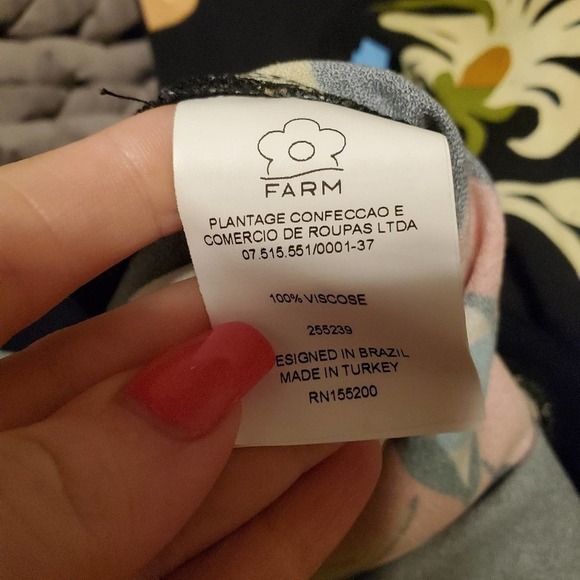 FARM
PLANTAGE CONFECCAO E
COMERCIO DE ROUPAS LTDA
07.515.551/0001-37
100% VISCOSE
255239
ESIGNED IN BRAZIL
MADE IN TURKEY
RN155200